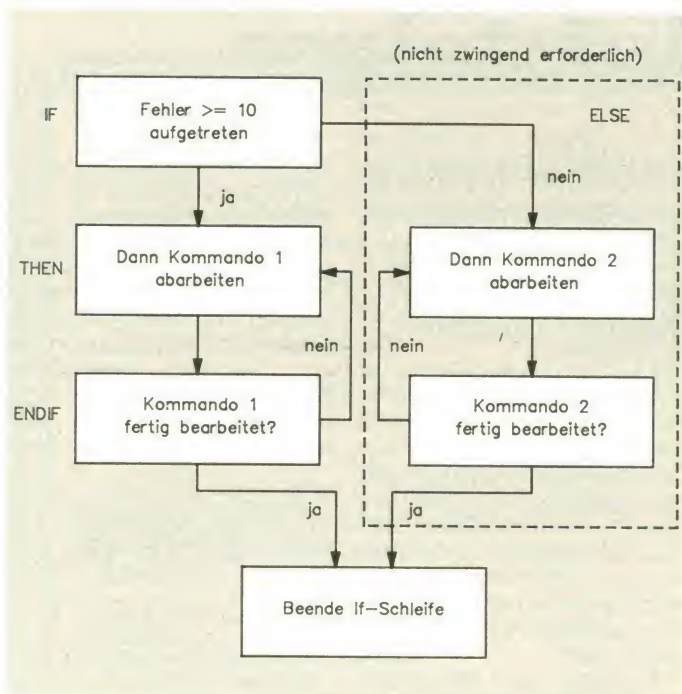 (nicht zwingend erforderlich)
IF
Fehler >= 10
aufgetreten
ELSE
ja
nein
THEN
Dann Kommando 1
abarbeiten
Dann Kommando 2
abarbeiten
nein
nein
ENDIF
Kommando 1
fertig bearbeitet?
Kommando 2
fertig bearbeitet?
ja
ja
Beende If-Schleife